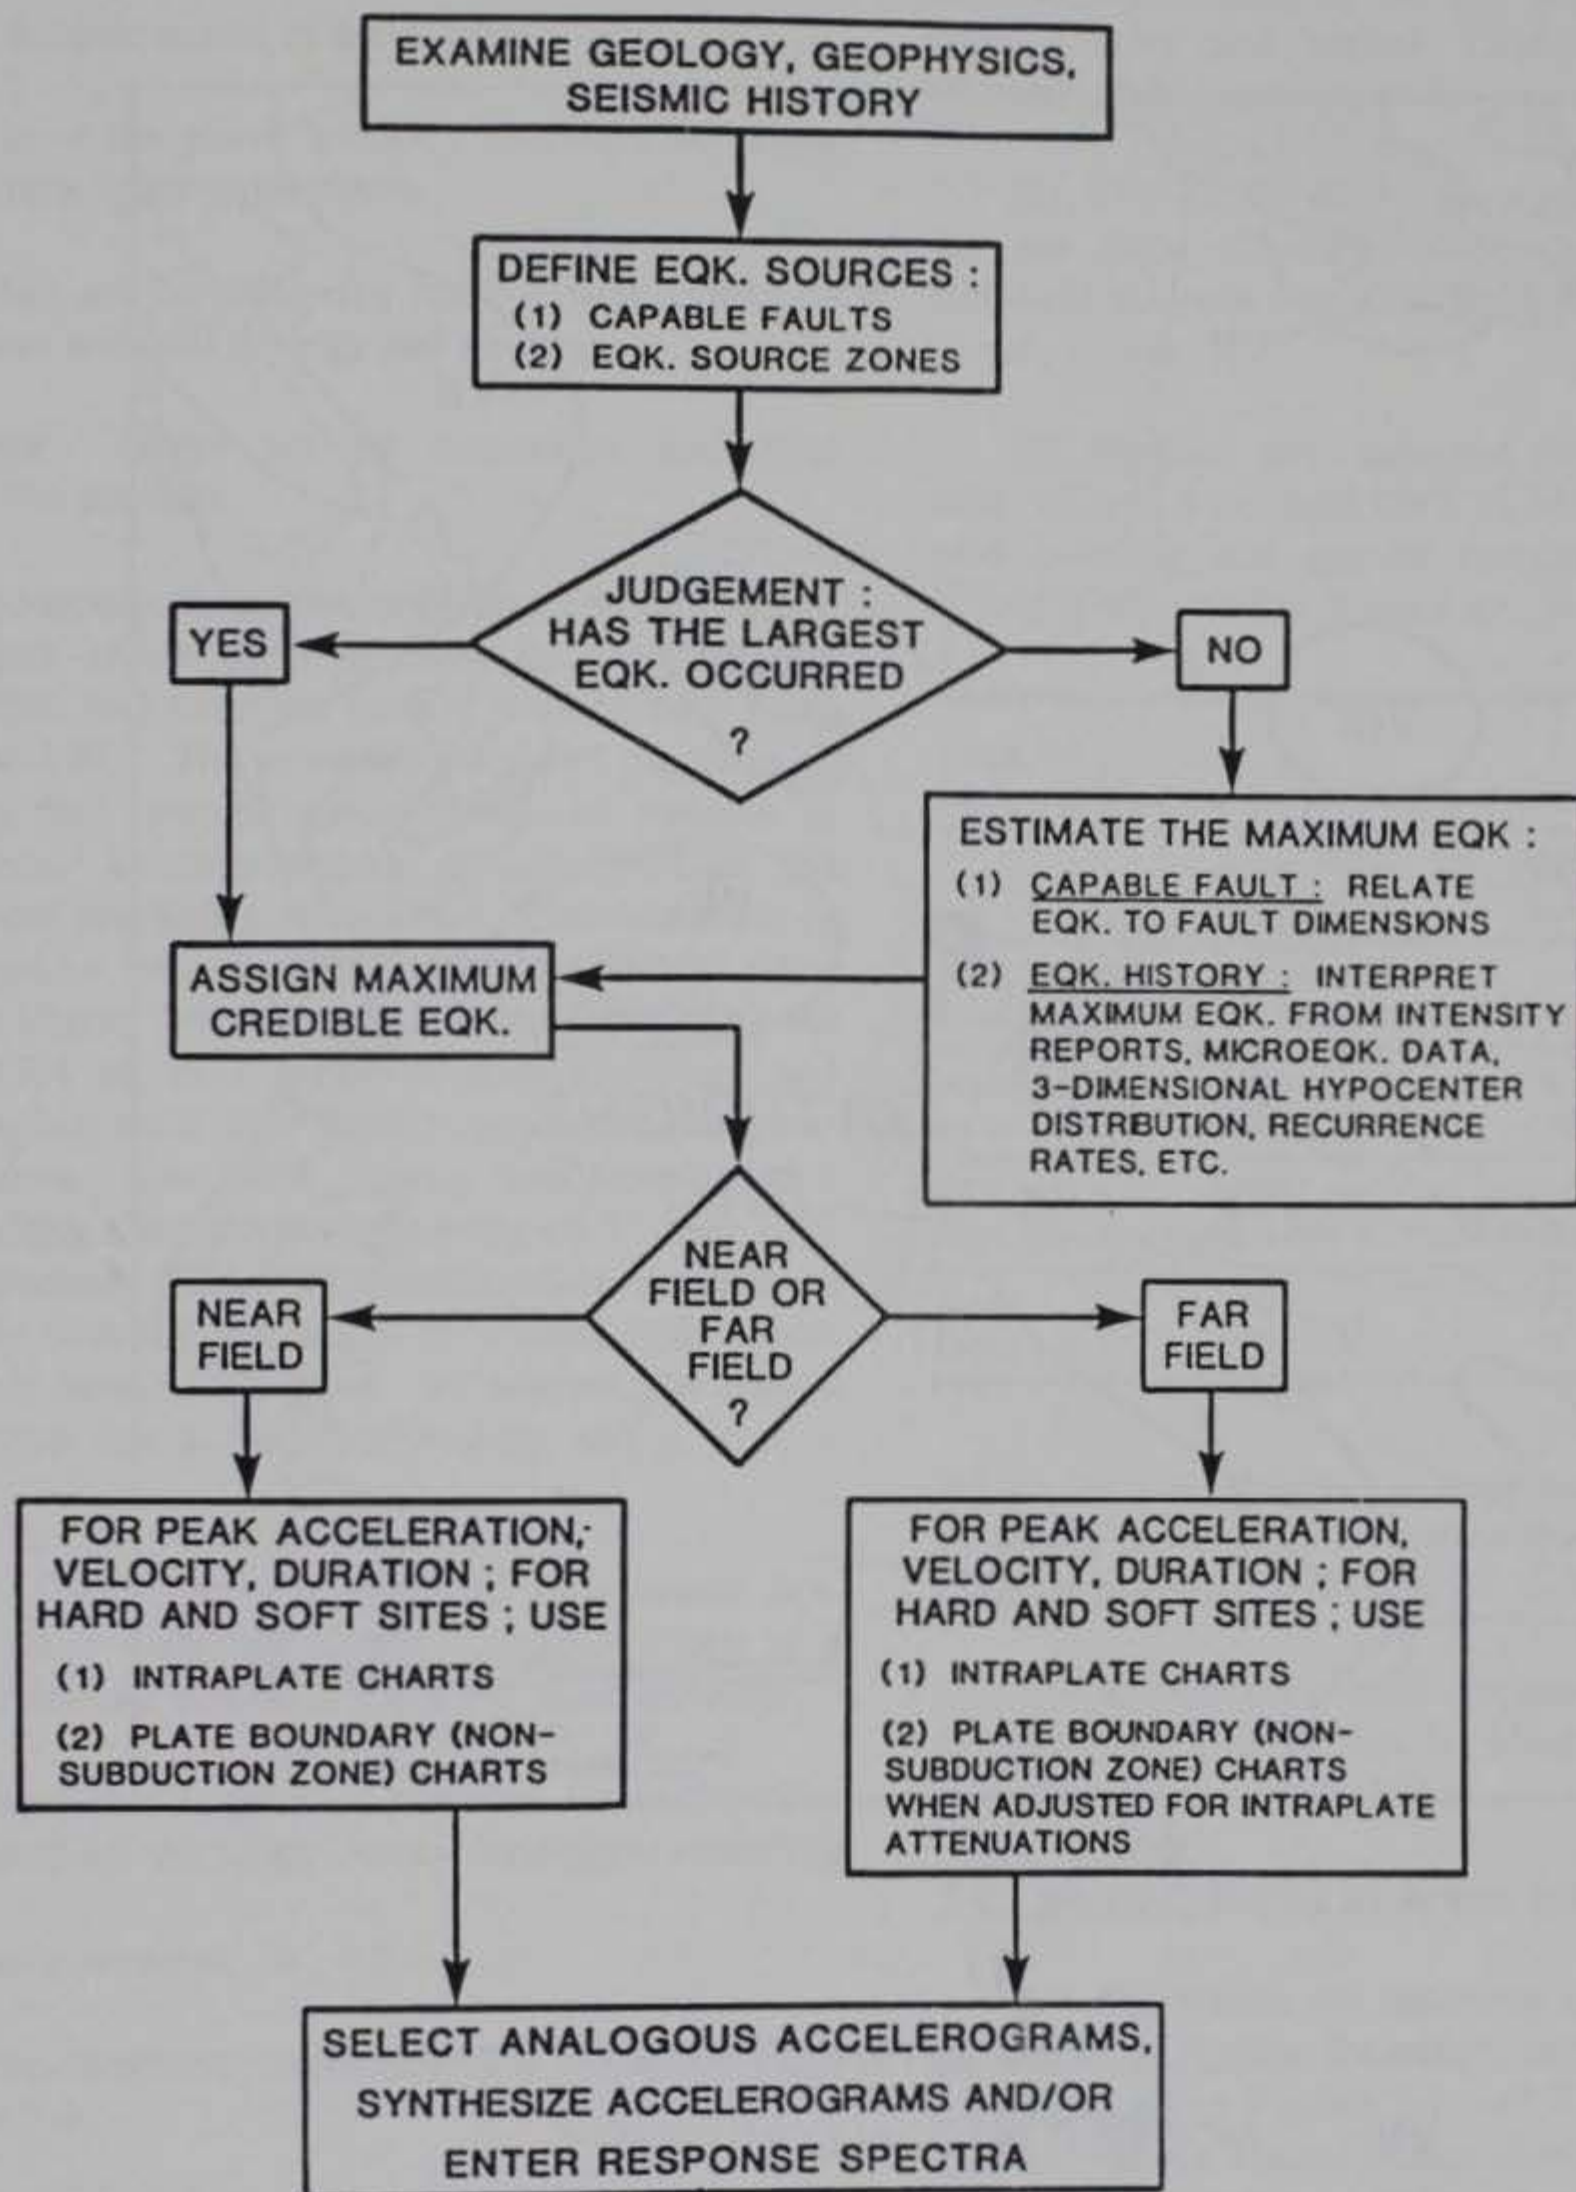 EXAMINE GEOLOGY, GEOPHYSICS,
SEISMIC HISTORY
DEFINE EQK. SOURCES :
(1) CAPABLE FAULTS
(2) EQK. SOURCE ZONES
JUDGEMENT :
HAS THE LARGEST
EQK. OCCURRED
?
YES
NO
ESTIMATE THE MAXIMUM EQK :
(1) CAPABLE FAULT : RELATE
EQK. TO FAULT DIMENSIONS
(2) EQK. HISTORY : INTERPRET
MAXIMUM EQK. FROM INTENSITY
REPORTS, MICROEQK. DATA,
3-DIMENSIONAL HYPOCENTER
DISTRIBUTION, RECURRENCE
RATES, ETC.
ASSIGN MAXIMUM
CREDIBLE EQK.
NEAR
FIELD OR
FAR
FIELD
?
NEAR
FIELD
FAR
FIELD
FOR PEAK ACCELERATION,
VELOCITY, DURATION ; FOR
HARD AND SOFT SITES ; USE
(1) INTRAPLATE CHARTS
(2) PLATE BOUNDARY (NON-
SUBDUCTION ZONE) CHARTS
FOR PEAK ACCELERATION,
VELOCITY, DURATION ; FOR
HARD AND SOFT SITES ; USE
(1) INTRAPLATE CHARTS
(2) PLATE BOUNDARY (NON-
SUBDUCTION ZONE) CHARTS
WHEN ADJUSTED FOR INTRAPLATE
ATTENUATIONS
SELECT ANALOGOUS ACCELEROGRAMS,
SYNTHESIZE ACCELEROGRAMS AND/OR
ENTER RESPONSE SPECTRA